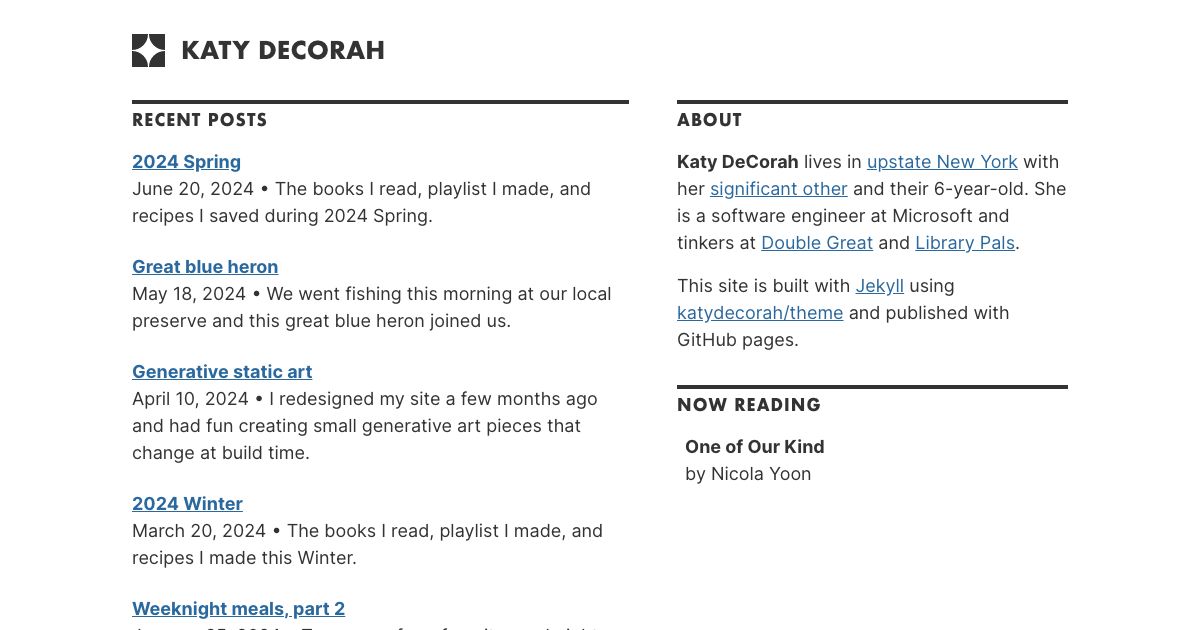 KATY DECORAH
RECENT POSTS
2024 Spring
June 20, 2024 • The books I read, playlist I made, and
recipes I saved during 2024 Spring.
Great blue heron
May 18, 2024 • We went fishing this morning at our local
preserve and this great blue heron joined us.
Generative static art
April 10, 2024 • I redesigned my site a few months ago
and had fun creating small generative art pieces that
change at build time.
2024 Winter
March 20, 2024 • The books I read, playlist I made, and
recipes I made this Winter.
Weeknight meals, part 2
ABOUT
Katy DeCorah lives in upstate New York with
her significant other and their 6-year-old. She
is a software engineer at Microsoft and
tinkers at Double Great and Library Pals.
This site is built with Jekyll using
katydecorah/theme and published with
GitHub pages.
NOW READING
One of Our Kind
by Nicola Yoon